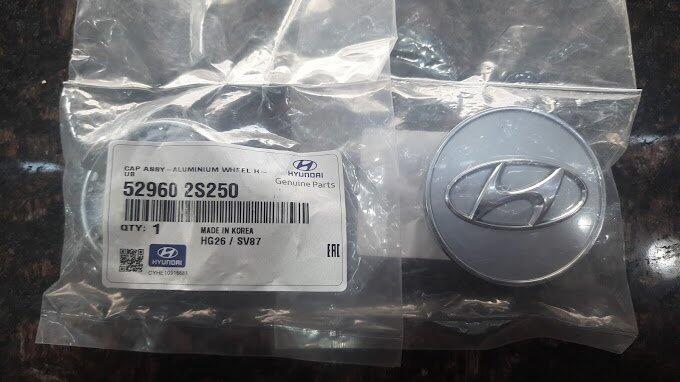 CAP ASSY-ALUMINIUM WHEEL H
UB
HYUNDAI
Genuine Parts
52960 2S250
QTY: 1
MADE IN KOREA
HG26 / SV87
HYUNDAI
EAC